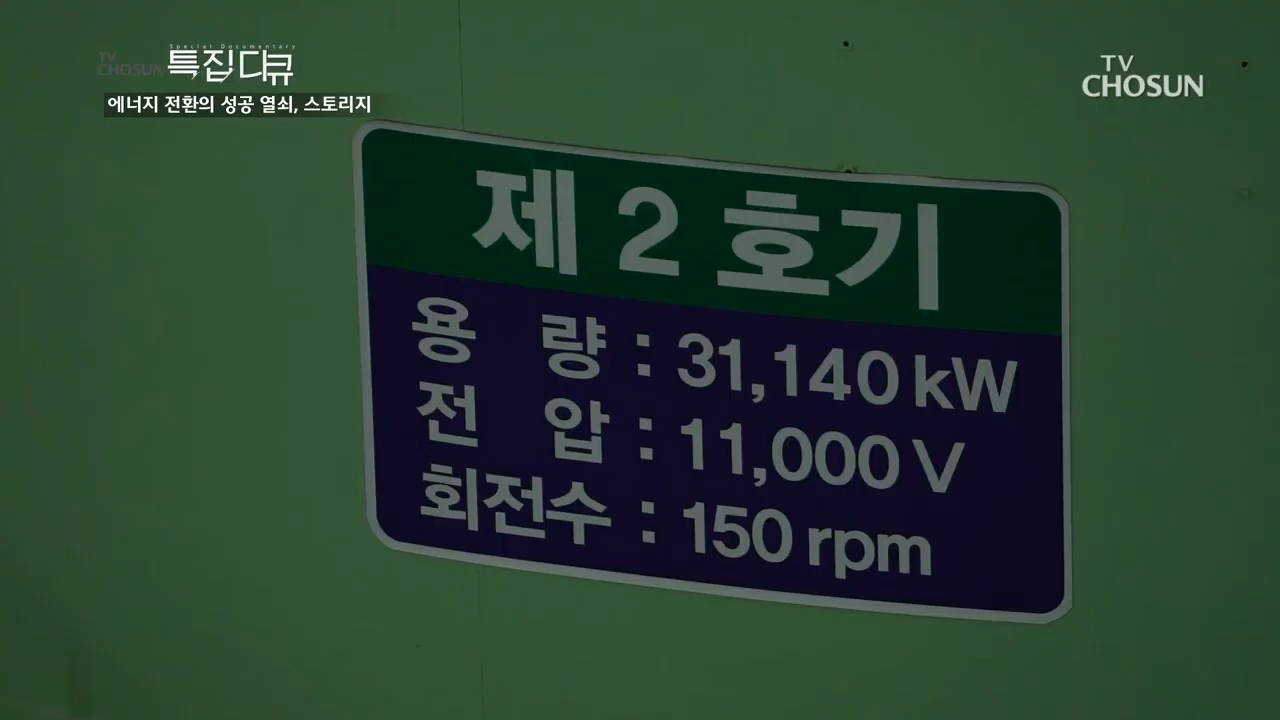 Special Documentary
TV
CHOSUN
특집다큐
에너지 전환의 성공 열쇠, 스토리지
TV
CHOSUN
제 2 호기
용 량 : 31,140 kW
전 압 : 11,000 V
회전수 : 150 rpm